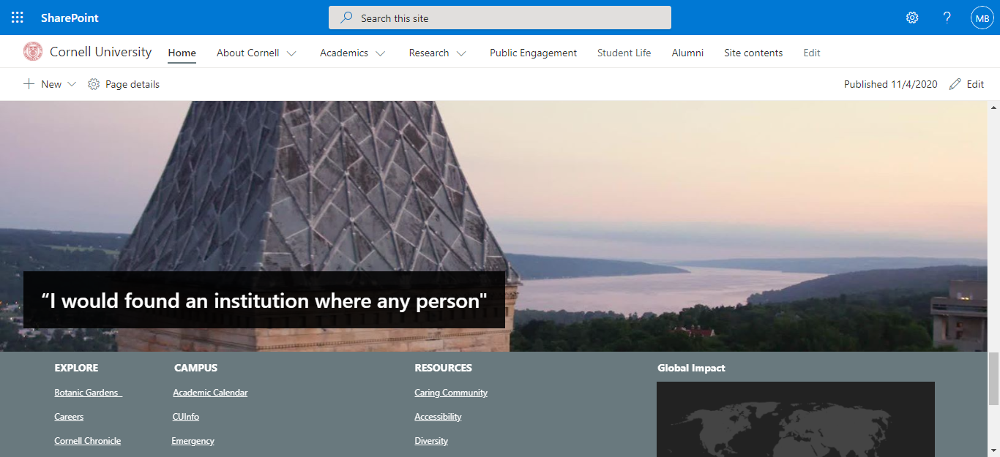 SharePoint
Search this site
MB
Cornell University Home About Cornell Academics Research Public Engagement Student Life Alumni Site contents Edit
New Page details Published 11/4/2020 Edit
“I would found an institution where any person"
EXPLORE CAMPUS RESOURCES Global Impact
Botanic Gardens Academic Calendar Caring Community
Careers CUInfo Accessibility
Cornell Chronicle Emergency Diversity